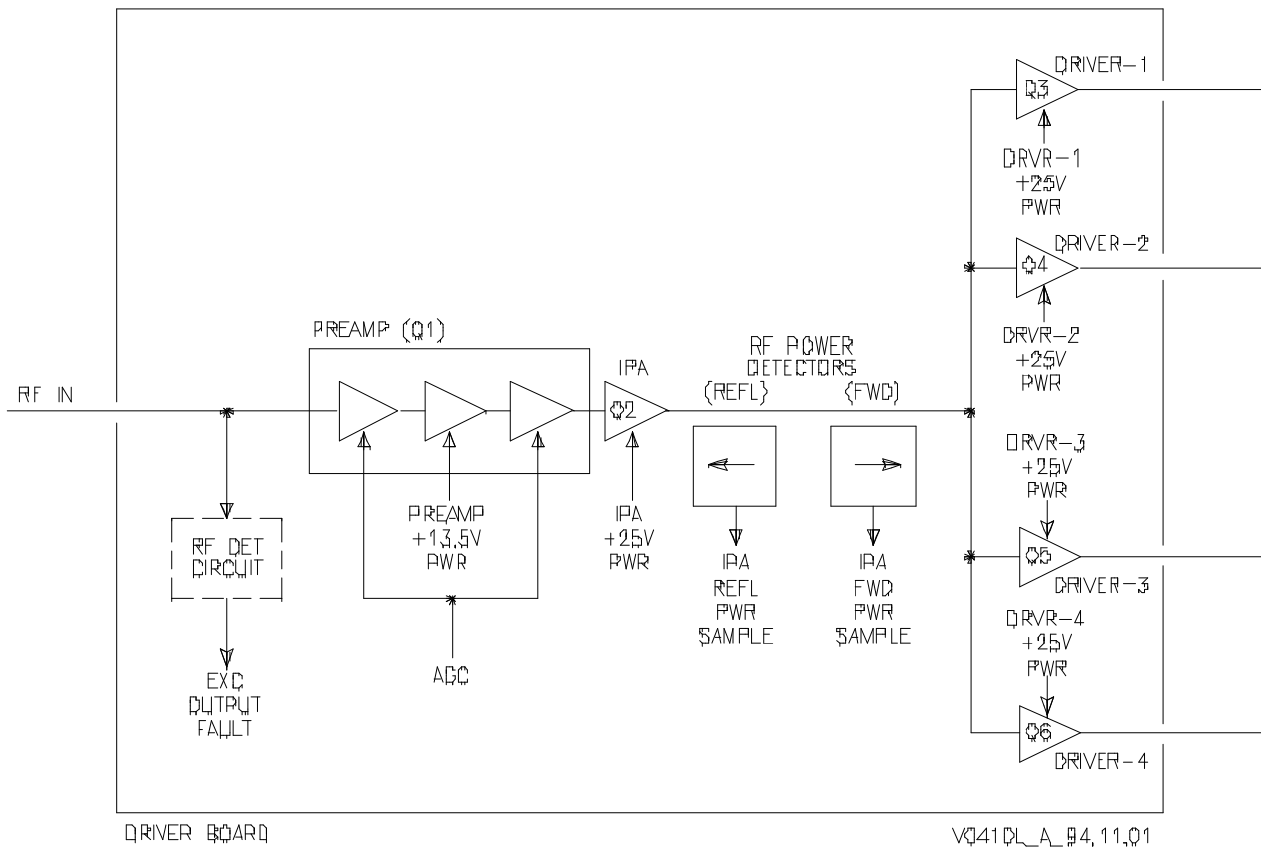 DRIVER-1
Q3
DRVR-1
+25V
PWR
DRIVER-2
Q4
DRVR-2
+25V
PWR
PREAMP (Q1)
RF IN
IPA
Q2
RF POWER
DETECTORS
(REFL)
(FWD)
PREAMP
+13.5V
PWR
IPA
+25V
PWR
AGC
RF DET
CIRCUIT
EXC
OUTPUT
FAULT
IPA
REFL
PWR
SAMPLE
IPA
FWD
PWR
SAMPLE
DRVR-3
+25V
PWR
Q5
DRIVER-3
DRVR-4
+25V
PWR
Q6
DRIVER-4
DRIVER BOARD
V041DL_A_94.11.01